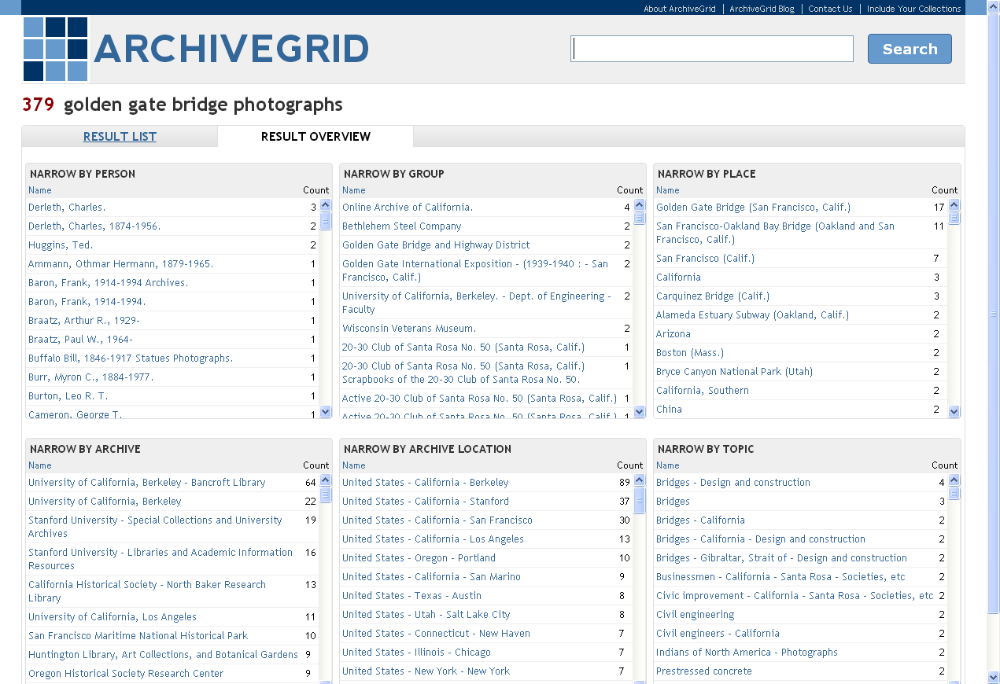 About ArchiveGrid | ArchiveGrid Blog | Contact Us | Include Your Collections
ARCHIVEGRID
Search
379 golden gate bridge photographs
RESULT LIST
RESULT OVERVIEW
NARROW BY PERSON
Name Count
Derleth, Charles. 3
Derleth, Charles, 1874-1956. 2
Huggins, Ted. 2
Ammann, Othmar Hermann, 1879-1965. 1
Baron, Frank, 1914-1994 Archives. 1
Baron, Frank, 1914-1994. 1
Braatz, Arthur R., 1929- 1
Braatz, Paul W., 1964- 1
Buffalo Bill, 1846-1917 Statues Photographs. 1
Burr, Myron C., 1884-1977. 1
Burton, Leo R. T. 1
Cameron, George T. 1
NARROW BY GROUP
Name Count
Online Archive of California. 4
Bethlehem Steel Company 2
Golden Gate Bridge and Highway District 2
Golden Gate International Exposition - (1939-1940 : - San 2
Francisco, Calif.)
University of California, Berkeley. - Dept. of Engineering - 2
Faculty
Wisconsin Veterans Museum. 2
20-30 Club of Santa Rosa No. 50 (Santa Rosa, Calif.) 1
20-30 Club of Santa Rosa No. 50 (Santa Rosa, Calif.) 1
Scrapbooks of the 20-30 Club of Santa Rosa No. 50.
Active 20-30 Club of Santa Rosa No. 50 (Santa Rosa, Calif.) 1
Active 20-30 Club of Santa Rosa No. 50 (Santa Rosa, Calif.) 1
NARROW BY PLACE
Name Count
Golden Gate Bridge (San Francisco, Calif.) 17
San Francisco-Oakland Bay Bridge (Oakland and San 11
Francisco, Calif.)
San Francisco (Calif.) 7
California 3
Carquinez Bridge (Calif.) 3
Alameda Estuary Subway (Oakland, Calif.) 2
Arizona 2
Boston (Mass.) 2
Bryce Canyon National Park (Utah) 2
California, Southern 2
China 2
NARROW BY ARCHIVE
Name Count
University of California, Berkeley - Bancroft Library 64
University of California, Berkeley 22
Stanford University - Special Collections and University 19
Archives
Stanford University - Libraries and Academic Information 16
Resources
California Historical Society - North Baker Research 13
Library
University of California, Los Angeles 11
San Francisco Maritime National Historical Park 10
Huntington Library, Art Collections, and Botanical Gardens 9
Oregon Historical Society Research Center 9
NARROW BY ARCHIVE LOCATION
Name Count
United States - California - Berkeley 89
United States - California - Stanford 37
United States - California - San Francisco 30
United States - California - Los Angeles 13
United States - Oregon - Portland 10
United States - California - San Marino 9
United States - Texas - Austin 8
United States - Utah - Salt Lake City 8
United States - Connecticut - New Haven 7
United States - Illinois - Chicago 7
United States - New York - New York 7
NARROW BY TOPIC
Name Count
Bridges - Design and construction 4
Bridges 3
Bridges - California 2
Bridges - California - Design and construction 2
Bridges - Gibraltar, Strait of - Design and construction 2
Businessmen - California - Santa Rosa - Societies, etc 2
Civic improvement - California - Santa Rosa - Societies, etc 2
Civil engineering 2
Civil engineers - California 2
Indians of North America - Photographs 2
Prestressed concrete 2